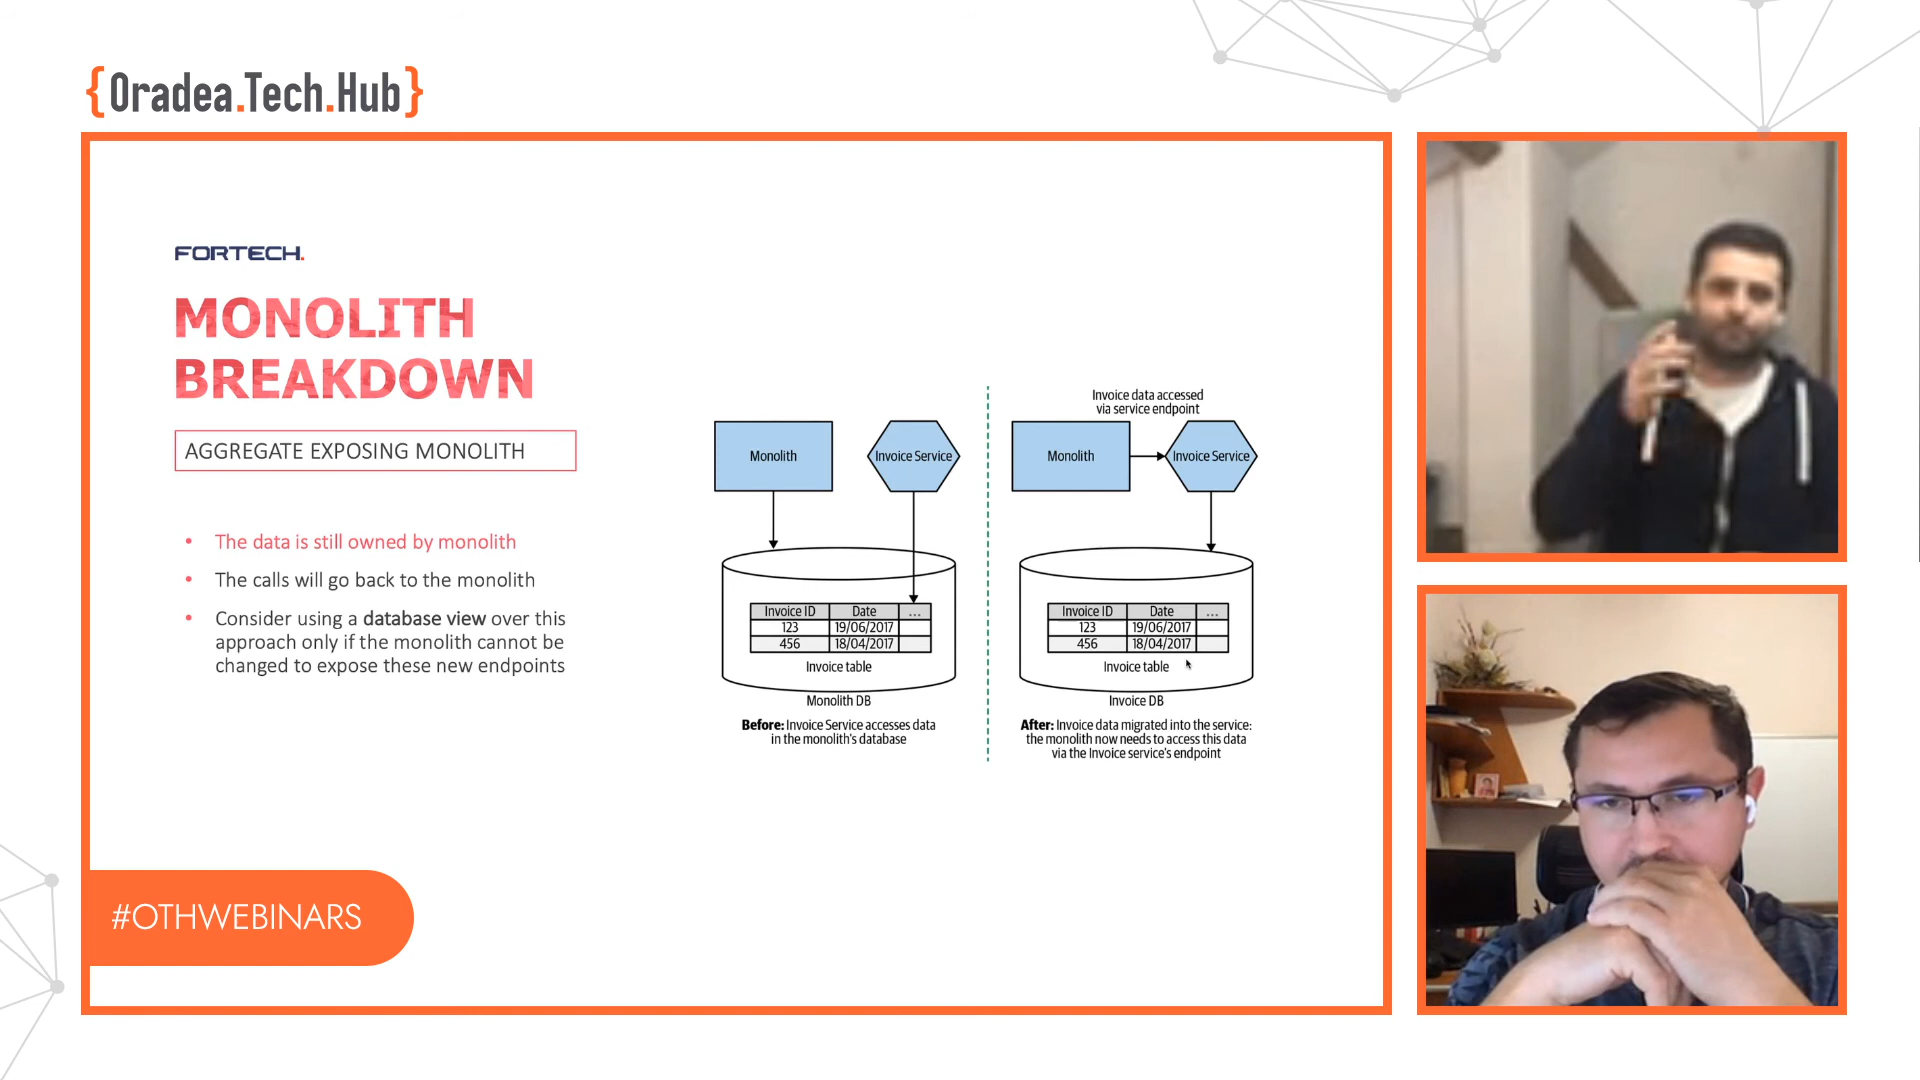 {Oradea.Tech.Hub}
FORTECH.
MONOLITH
BREAKDOWN
AGGREGATE EXPOSING MONOLITH
• The data is still owned by monolith
• The calls will go back to the monolith
• Consider using a database view over this
approach only if the monolith cannot be
changed to expose these new endpoints
Monolith
Invoice Service
Invoice ID Date ...
123 19/06/2017
456 18/04/2017
Invoice table
Monolith DB
Before: Invoice Service accesses data
in the monolith's database
Invoice data accessed
via service endpoint
Monolith
Invoice Service
Invoice ID Date ...
123 19/06/2017
456 18/04/2017
Invoice table
Invoice DB
After: Invoice data migrated into the service:
the monolith now needs to access this data
via the Invoice service's endpoint
#OTHWEBINARS